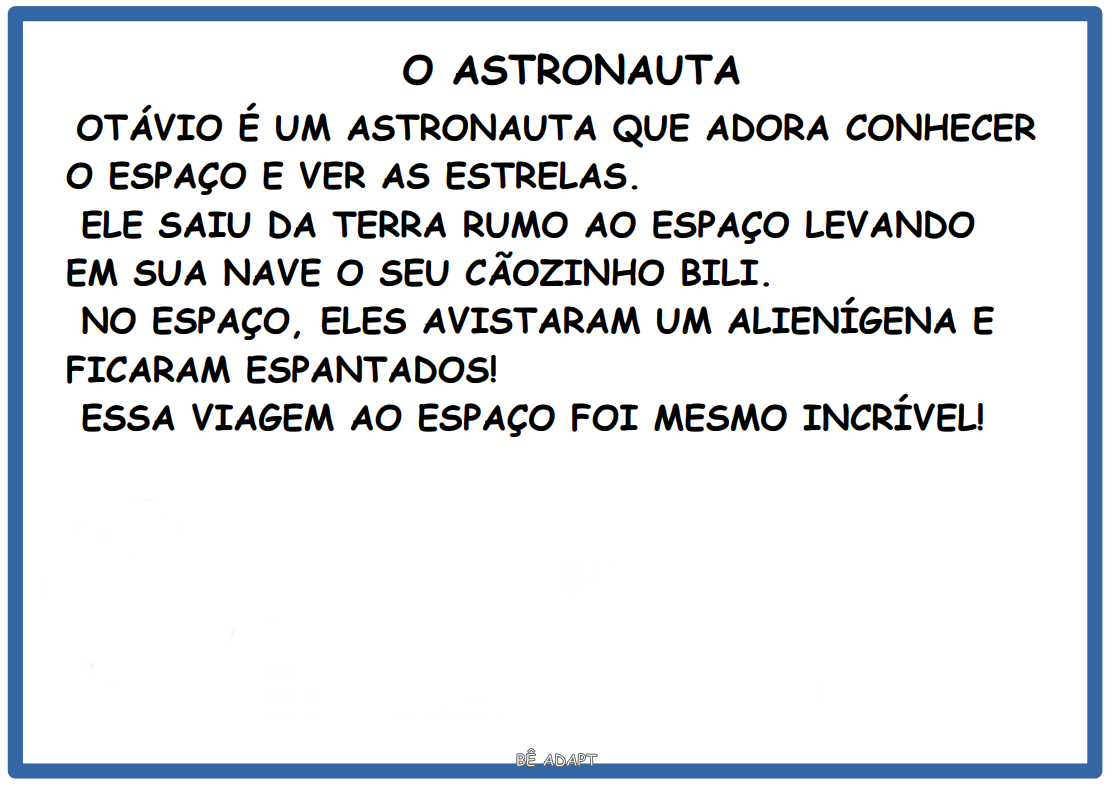 O ASTRONAUTA
OTÁVIO É UM ASTRONAUTA QUE ADORA CONHECER
O ESPAÇO E VER AS ESTRELAS.
ELE SAIU DA TERRA RUMO AO ESPAÇO LEVANDO
EM SUA NAVE O SEU CÃOZINHO BILI.
NO ESPAÇO, ELES AVISTARAM UM ALIENÍGENA E
FICARAM ESPANTADOS!
ESSA VIAGEM AO ESPAÇO FOI MESMO INCRÍVEL!
BÊ ADAPT